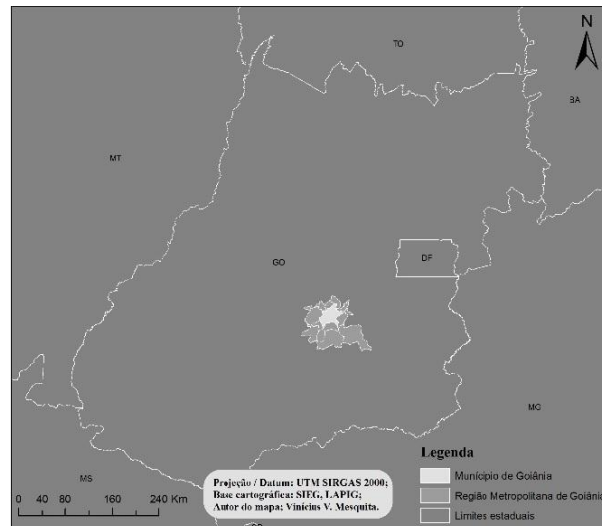 N
TO
BA
MT
GO
DF
MG
MS
Legenda
Município de Goiânia
Região Metropolitana de Goiânia
Limites estaduais
Projeção / Datum: UTM SIRGAS 2000;
Base cartográfica: SIEG, LAPIG;
Autor do mapa; Vinícius V. Mesquita.
0 40 80 160 240 Km